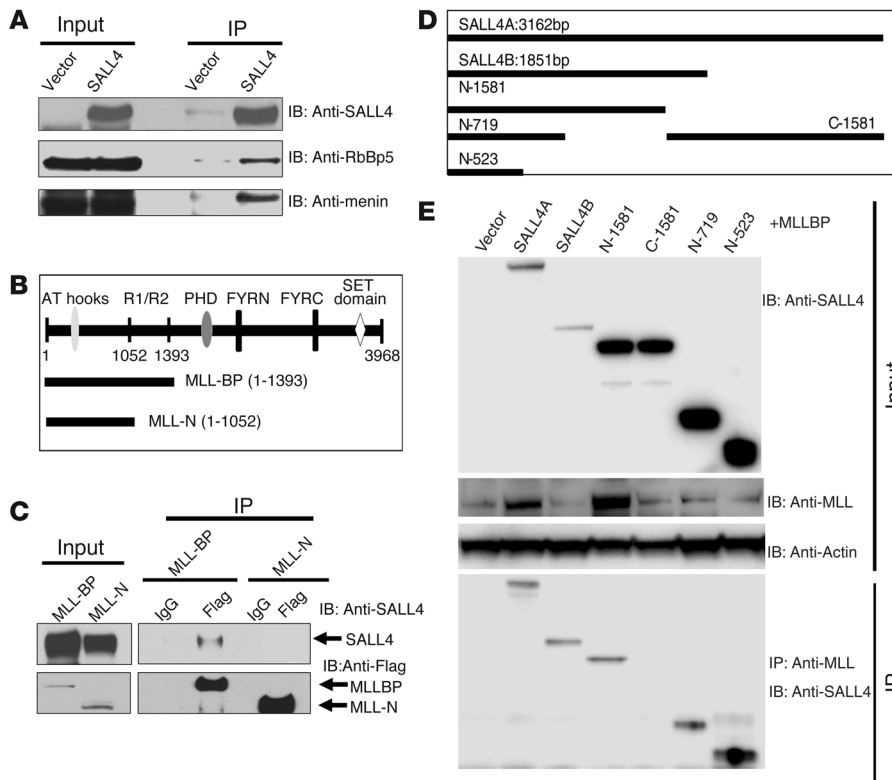 A
Input
IP
Vector
SALL4
Vector
SALL4
IB: Anti-SALL4
IB: Anti-RbBp5
IB: Anti-menin
B
AT hooks R1/R2 PHD FYRN FYRC SET domain
1 1052 1393 3968
MLL-BP (1-1393)
MLL-N (1-1052)
C
IP
Input
MLL-BP
MLL-N
MLL-BP
MLL-N
IgG
Flag
IgG
Flag
IB: Anti-SALL4
SALL4
IB:Anti-Flag
MLLBP
MLL-N
D
SALL4A:3162bp
SALL4B:1851bp
N-1581
N-719 C-1581
N-523
E
Vector
SALL4A
SALL4B
N-1581
C-1581
N-719
N-523
+MLLBP
IB: Anti-SALL4
Input
IB: Anti-MLL
IB: Anti-Actin
IP: Anti-MLL
IB: Anti-SALL4
IP